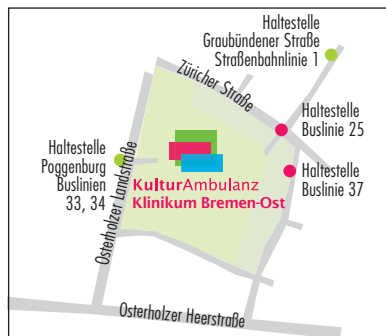 Haltestelle
Graubündener Straße
Straßenbahnlinie 1
Züricher Straße
Haltestelle
Buslinie 25
Haltestelle
Poggenburg
Buslinien
33, 34
Osterholzer Landstraße
Haltestelle
Buslinie 37
KulturAmbulanz
Klinikum Bremen-Ost
Osterholzer Heerstraße